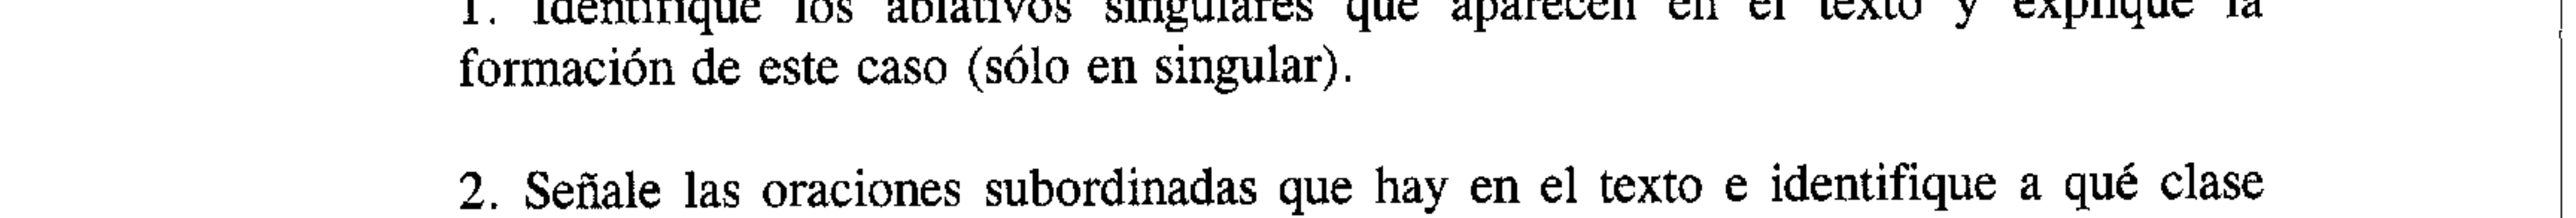 1. Identifique los ablativos singulares que aparecen en el texto y explique la
formación de este caso (sólo en singular).
2. Señale las oraciones subordinadas que hay en el texto e identifique a qué clase